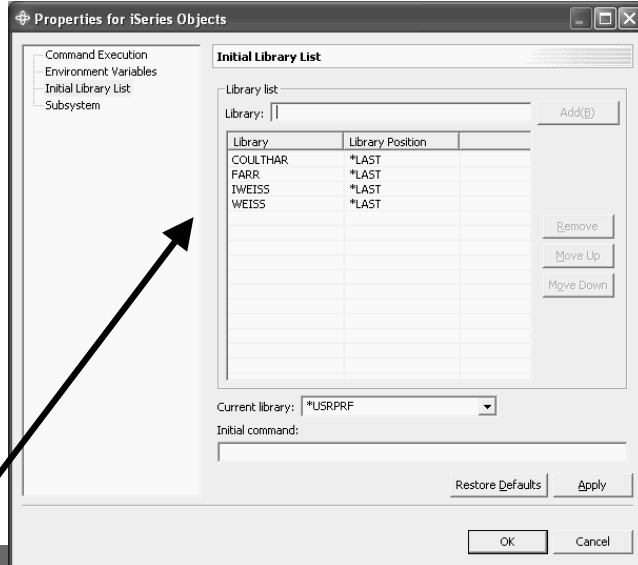 Properties for iSeries Objects
Command Execution
Environment Variables
Initial Library List
Subsystem
Initial Library List
Library list
Library:
Add(B)
Library Library Position
COULTHAR *LAST
FARR *LAST
IWEISS *LAST
WEISS *LAST
Remove
Move Up
Move Down
Current library: *USRPRF
Initial command:
Restore Defaults Apply
OK Cancel